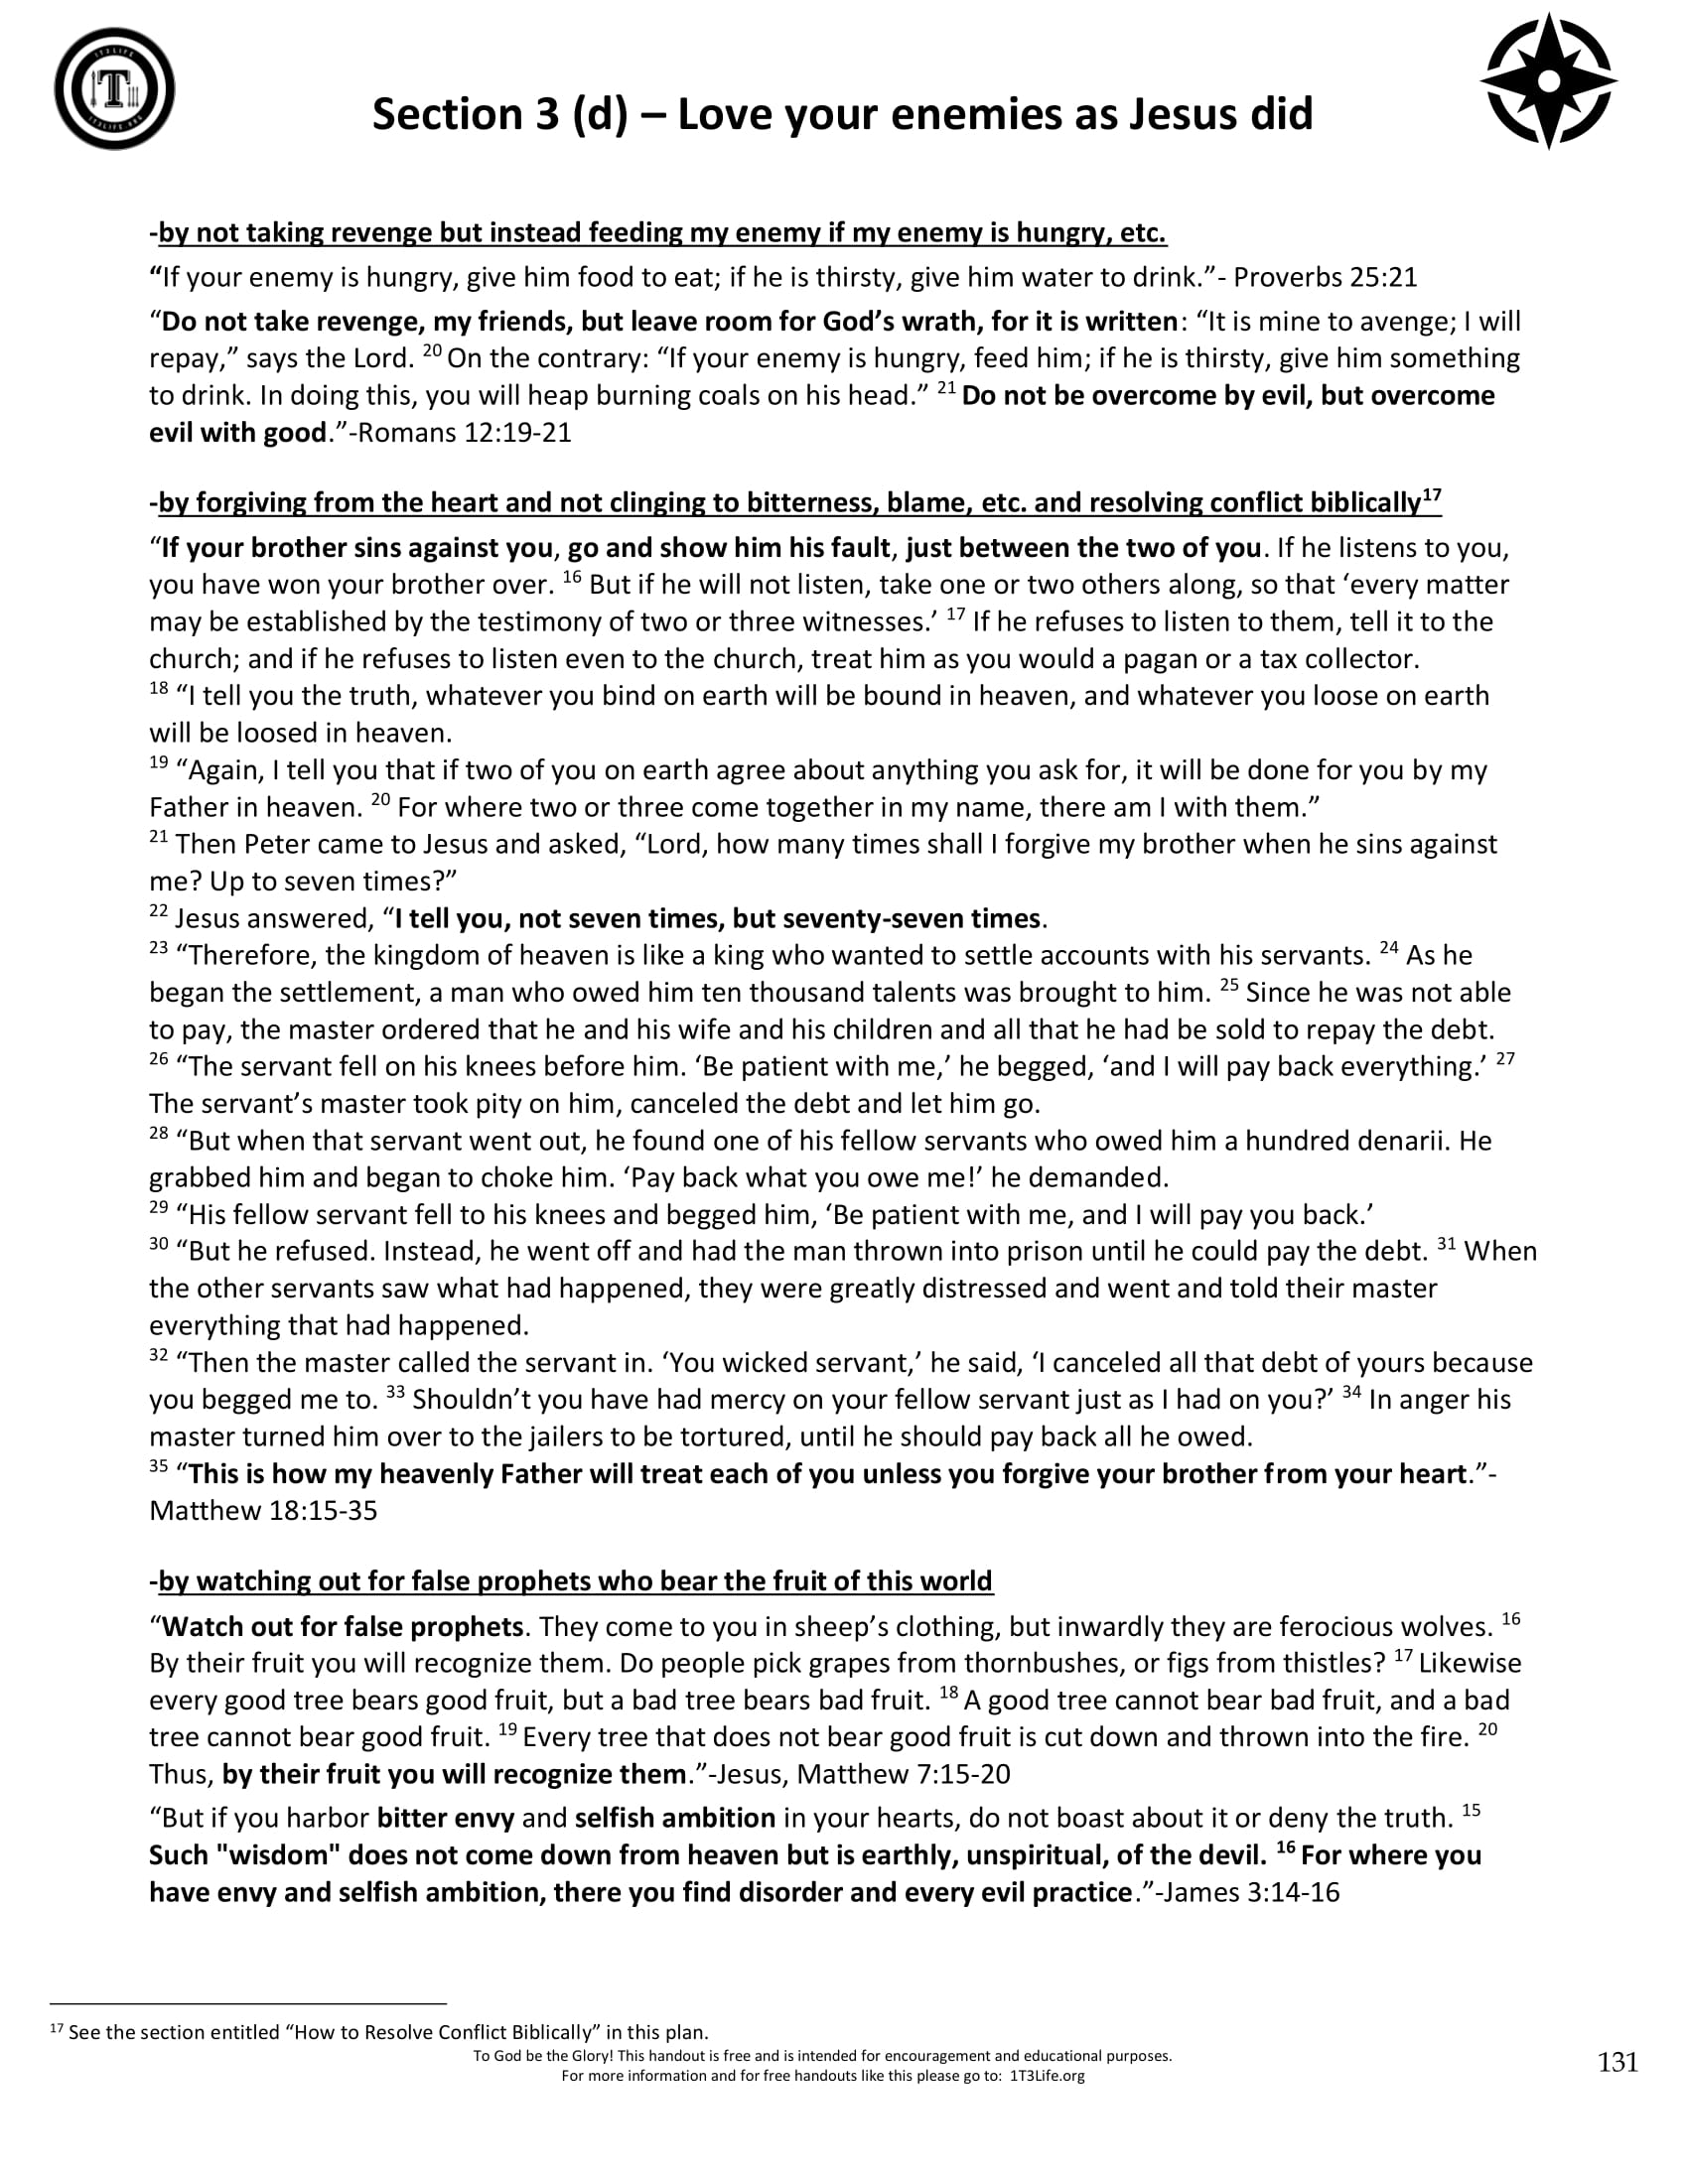 1T3LIFE
T
1T3LIFE.ORG
Section 3 (d) – Love your enemies as Jesus did
-by not taking revenge but instead feeding my enemy if my enemy is hungry, etc.
“If your enemy is hungry, give him food to eat; if he is thirsty, give him water to drink.”- Proverbs 25:21
“Do not take revenge, my friends, but leave room for God’s wrath, for it is written: “It is mine to avenge; I will
repay,” says the Lord. 20 On the contrary: “If your enemy is hungry, feed him; if he is thirsty, give him something
to drink. In doing this, you will heap burning coals on his head.” 21 Do not be overcome by evil, but overcome
evil with good.”-Romans 12:19-21
-by forgiving from the heart and not clinging to bitterness, blame, etc. and resolving conflict biblically17
“If your brother sins against you, go and show him his fault, just between the two of you. If he listens to you,
you have won your brother over. 16 But if he will not listen, take one or two others along, so that ‘every matter
may be established by the testimony of two or three witnesses.’ 17 If he refuses to listen to them, tell it to the
church; and if he refuses to listen even to the church, treat him as you would a pagan or a tax collector.
18 “I tell you the truth, whatever you bind on earth will be bound in heaven, and whatever you loose on earth
will be loosed in heaven.
19 “Again, I tell you that if two of you on earth agree about anything you ask for, it will be done for you by my
Father in heaven. 20 For where two or three come together in my name, there am I with them.”
21 Then Peter came to Jesus and asked, “Lord, how many times shall I forgive my brother when he sins against
me? Up to seven times?”
22 Jesus answered, “I tell you, not seven times, but seventy-seven times.
23 “Therefore, the kingdom of heaven is like a king who wanted to settle accounts with his servants. 24 As he
began the settlement, a man who owed him ten thousand talents was brought to him. 25 Since he was not able
to pay, the master ordered that he and his wife and his children and all that he had be sold to repay the debt.
26 “The servant fell on his knees before him. ‘Be patient with me,’ he begged, ‘and I will pay back everything.’ 27
The servant’s master took pity on him, canceled the debt and let him go.
28 “But when that servant went out, he found one of his fellow servants who owed him a hundred denarii. He
grabbed him and began to choke him. ‘Pay back what you owe me!’ he demanded.
29 “His fellow servant fell to his knees and begged him, ‘Be patient with me, and I will pay you back.’
30 “But he refused. Instead, he went off and had the man thrown into prison until he could pay the debt. 31 When
the other servants saw what had happened, they were greatly distressed and went and told their master
everything that had happened.
32 “Then the master called the servant in. ‘You wicked servant,’ he said, ‘I canceled all that debt of yours because
you begged me to. 33 Shouldn’t you have had mercy on your fellow servant just as I had on you?’ 34 In anger his
master turned him over to the jailers to be tortured, until he should pay back all he owed.
35 “This is how my heavenly Father will treat each of you unless you forgive your brother from your heart.”-
Matthew 18:15-35
-by watching out for false prophets who bear the fruit of this world
“Watch out for false prophets. They come to you in sheep’s clothing, but inwardly they are ferocious wolves. 16
By their fruit you will recognize them. Do people pick grapes from thornbushes, or figs from thistles? 17 Likewise
every good tree bears good fruit, but a bad tree bears bad fruit. 18 A good tree cannot bear bad fruit, and a bad
tree cannot bear good fruit. 19 Every tree that does not bear good fruit is cut down and thrown into the fire. 20
Thus, by their fruit you will recognize them.”-Jesus, Matthew 7:15-20
“But if you harbor bitter envy and selfish ambition in your hearts, do not boast about it or deny the truth. 15
Such "wisdom" does not come down from heaven but is earthly, unspiritual, of the devil. 16 For where you
have envy and selfish ambition, there you find disorder and every evil practice.”-James 3:14-16
17 See the section entitled “How to Resolve Conflict Biblically” in this plan.
To God be the Glory! This handout is free and is intended for encouragement and educational purposes.
For more information and for free handouts like this please go to: 1T3Life.org
131